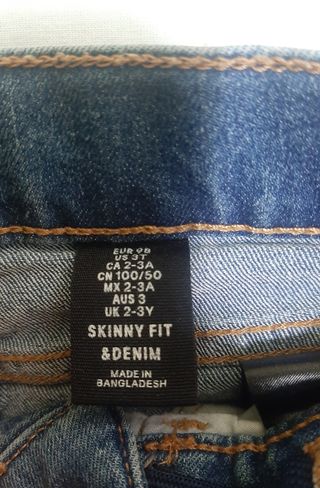 EUR 98
US 3T
CA 2-3A
CN 100/50
MX 2-3A
AUS 3
UK 2-3Y
SKINNY FIT
&DENIM
MADE IN
BANGLADESH